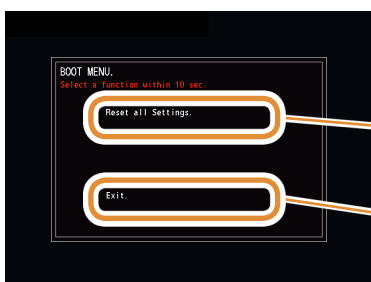 BOOT MENU.
Select a function within 10 sec.
Reset all Settings.
Exit.